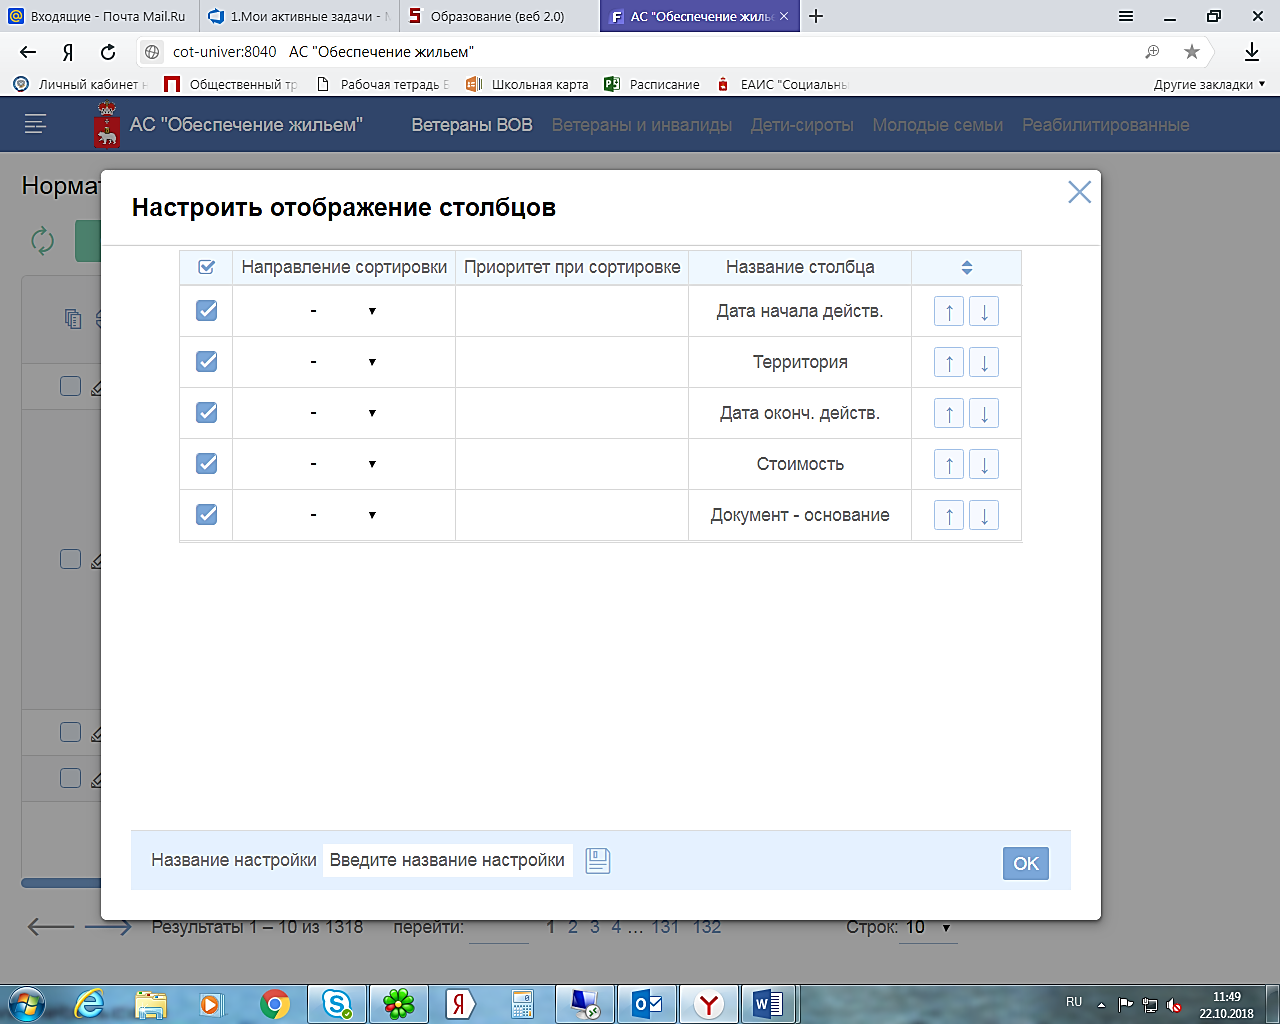 Входящие - Почта Mail.Ru
1.Мои активные задачи -
Образование (веб 2.0)
АС "Обеспечение жилье
cot-univer:8040 АС "Обеспечение жильем"
Личный кабинет
Общественный тр
Рабочая тетрадь
Школьная карта
Расписание
ЕАИС "Социальны
Другие закладки
АС "Обеспечение жильем"
Ветераны ВОВ
Ветераны и инвалиды
Дети-сироты
Молодые семьи
Реабилитированные
Нормат
Настроить отображение столбцов
Направление сортировки Приоритет при сортировке Название столбца
- Дата начала действ. ↑ ↓
- Территория ↑ ↓
- Дата оконч. действ. ↑ ↓
- Стоимость ↑ ↓
- Документ - основание ↑ ↓
Название настройки Введите название настройки OK
Результаты 1 – 10 из 1318 перейти: 1 2 3 4 ... 131 132 Строк: 10
RU
11:49
22.10.2018